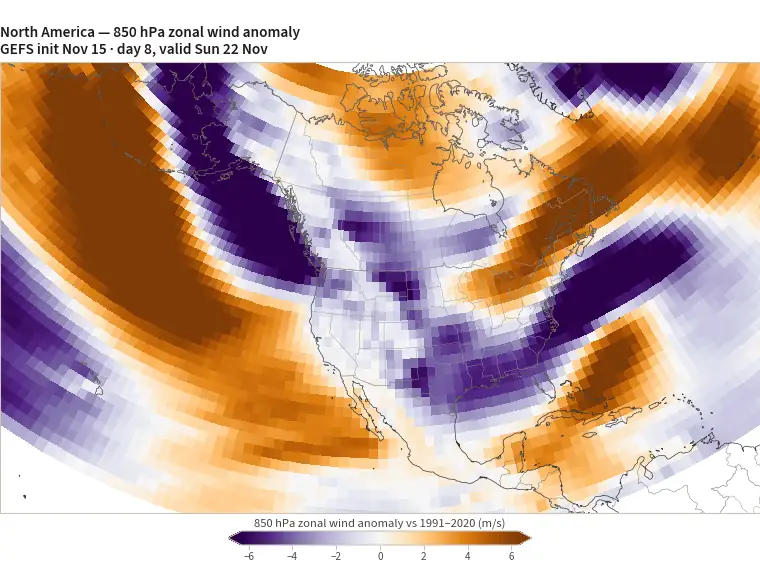 North America — 850 hPa zonal wind anomaly
GEFS init Nov 15 · day 8, valid Sun 22 Nov
850 hPa zonal wind anomaly vs 1991–2020 (m/s)
−6 −4 −2 0 2 4 6